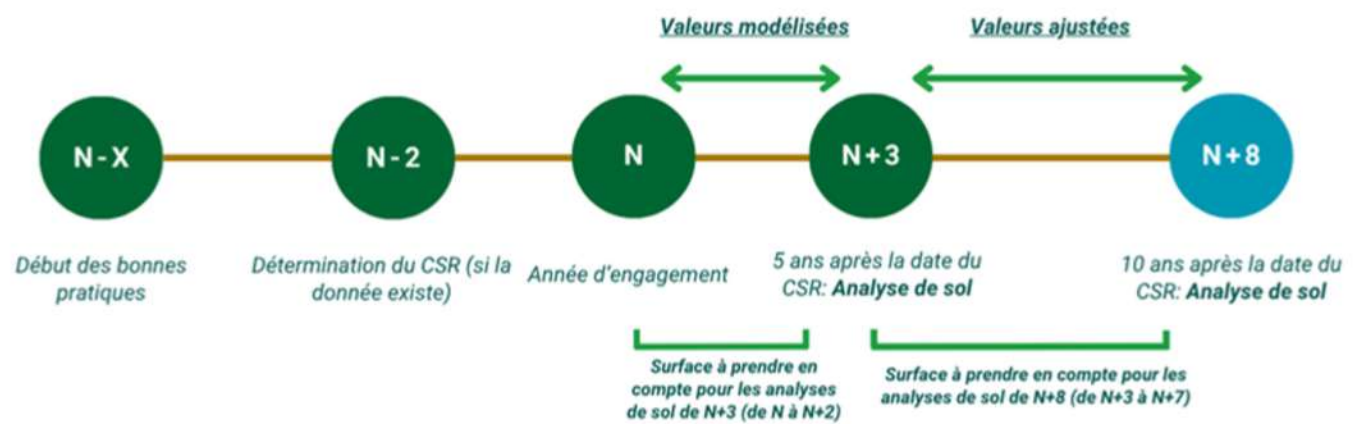 Valeurs modélisées
Valeurs ajustées
N-X
N-2
N
N+3
N+8
Début des bonnes
pratiques
Détermination du CSR (si la
donnée existe)
Année d'engagement
5 ans après la date du
CSR: Analyse de sol
10 ans après la date du
CSR: Analyse de sol
Surface à prendre en
compte pour les analyses
de sol de N+3 (de N à N+2)
Surface à prendre en compte pour les
analyses de sol de N+8 (de N+3 à N+7)